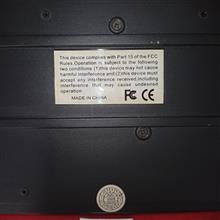 This device complies with Part 15 of the FCC
Rules.Operation is subject to the following
two conditions:(1)this device may not cause
harmful interference and(2)this device must
accept any interference received,including
interference that may cause undesired
operation.
MADE IN CHINA FC CE